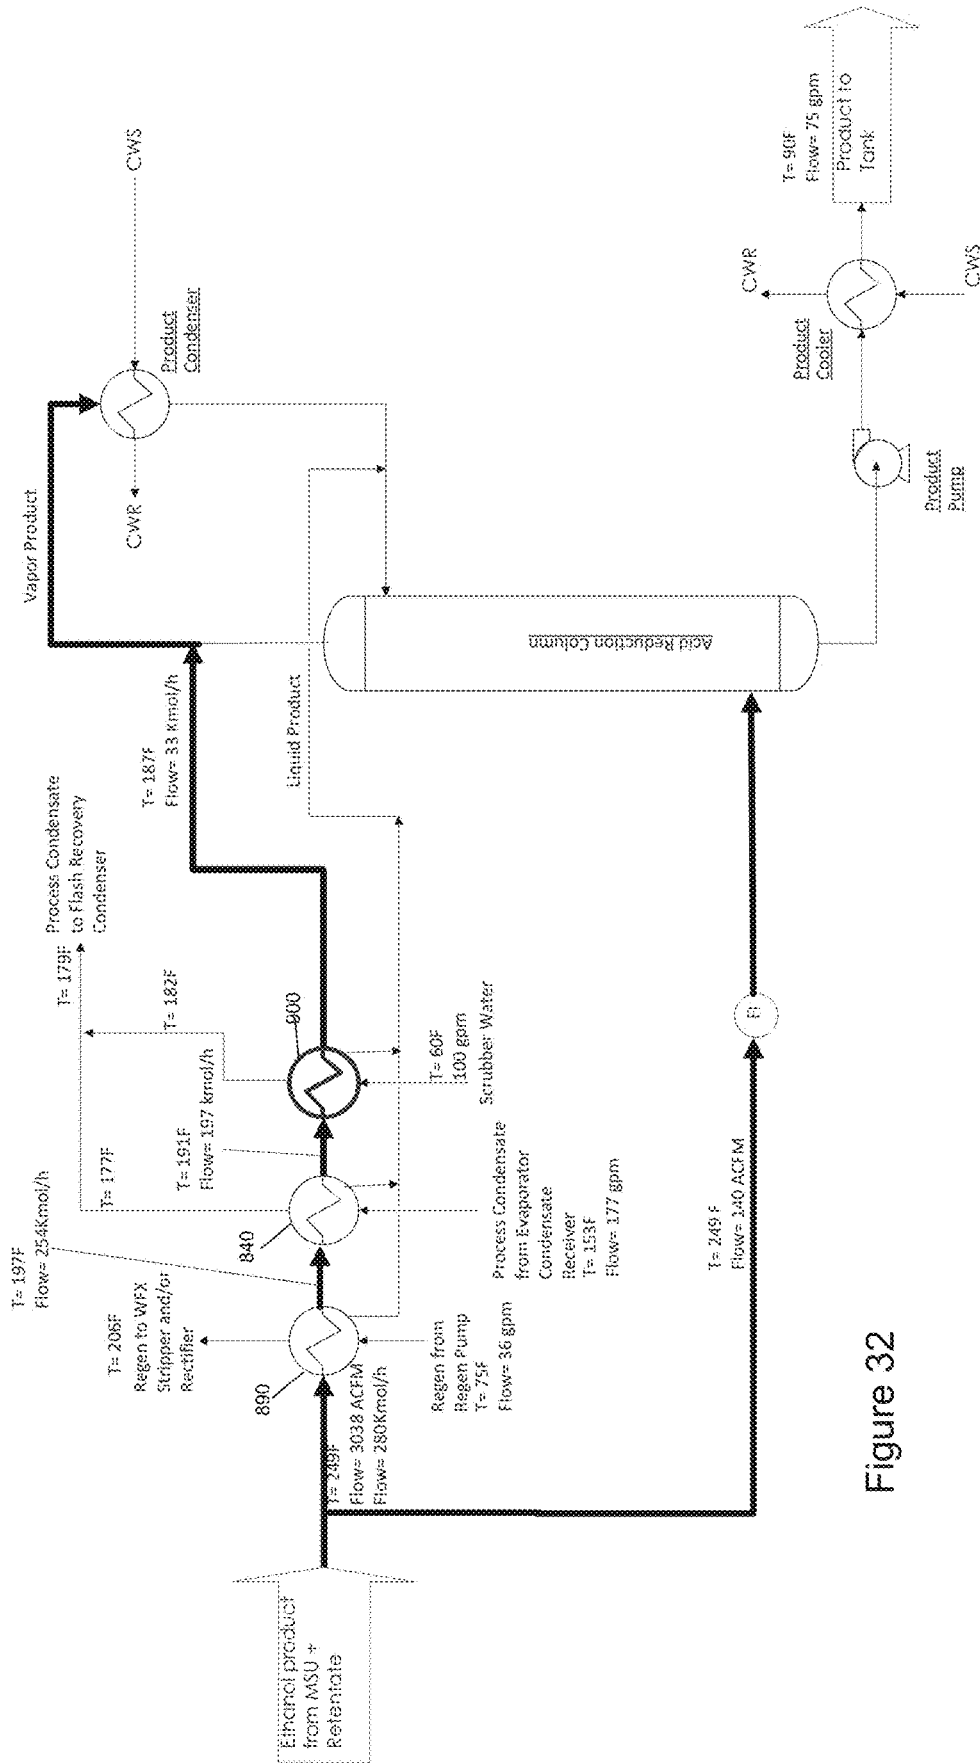 Ethanol product
from MSU +
Retentate
T= 249F
Flow= 3038 ACFM
Flow= 280Kmol/h
890
T= 206F
Regen to WFX
Stripper and/or
Rectifier
Regen from
Regen Pump
T= 75F
Flow= 36 gpm
T= 197F
Flow= 254Kmol/h
840
T= 177F
Process Condensate
from Evaporator
Condensate
Receiver
T= 153F
Flow= 177 gpm
T= 191F
Flow= 197 kmol/h
900
T= 182F
T= 60F
100 gpm
Scrubber Water
T= 179F
Process Condensate
to Flash Recovery
Condenser
T= 187F
Flow= 33 Kmol/h
Liquid Product
Vapor Product
CWR
Product
Condenser
CWS
T= 249 F
Flow= 140 ACFM
FI
Acid Reduction Column
Product
Pump
Product
Cooler
CWR
CWS
T= 90F
Flow= 75 gpm
Product to
Tank
Figure 32